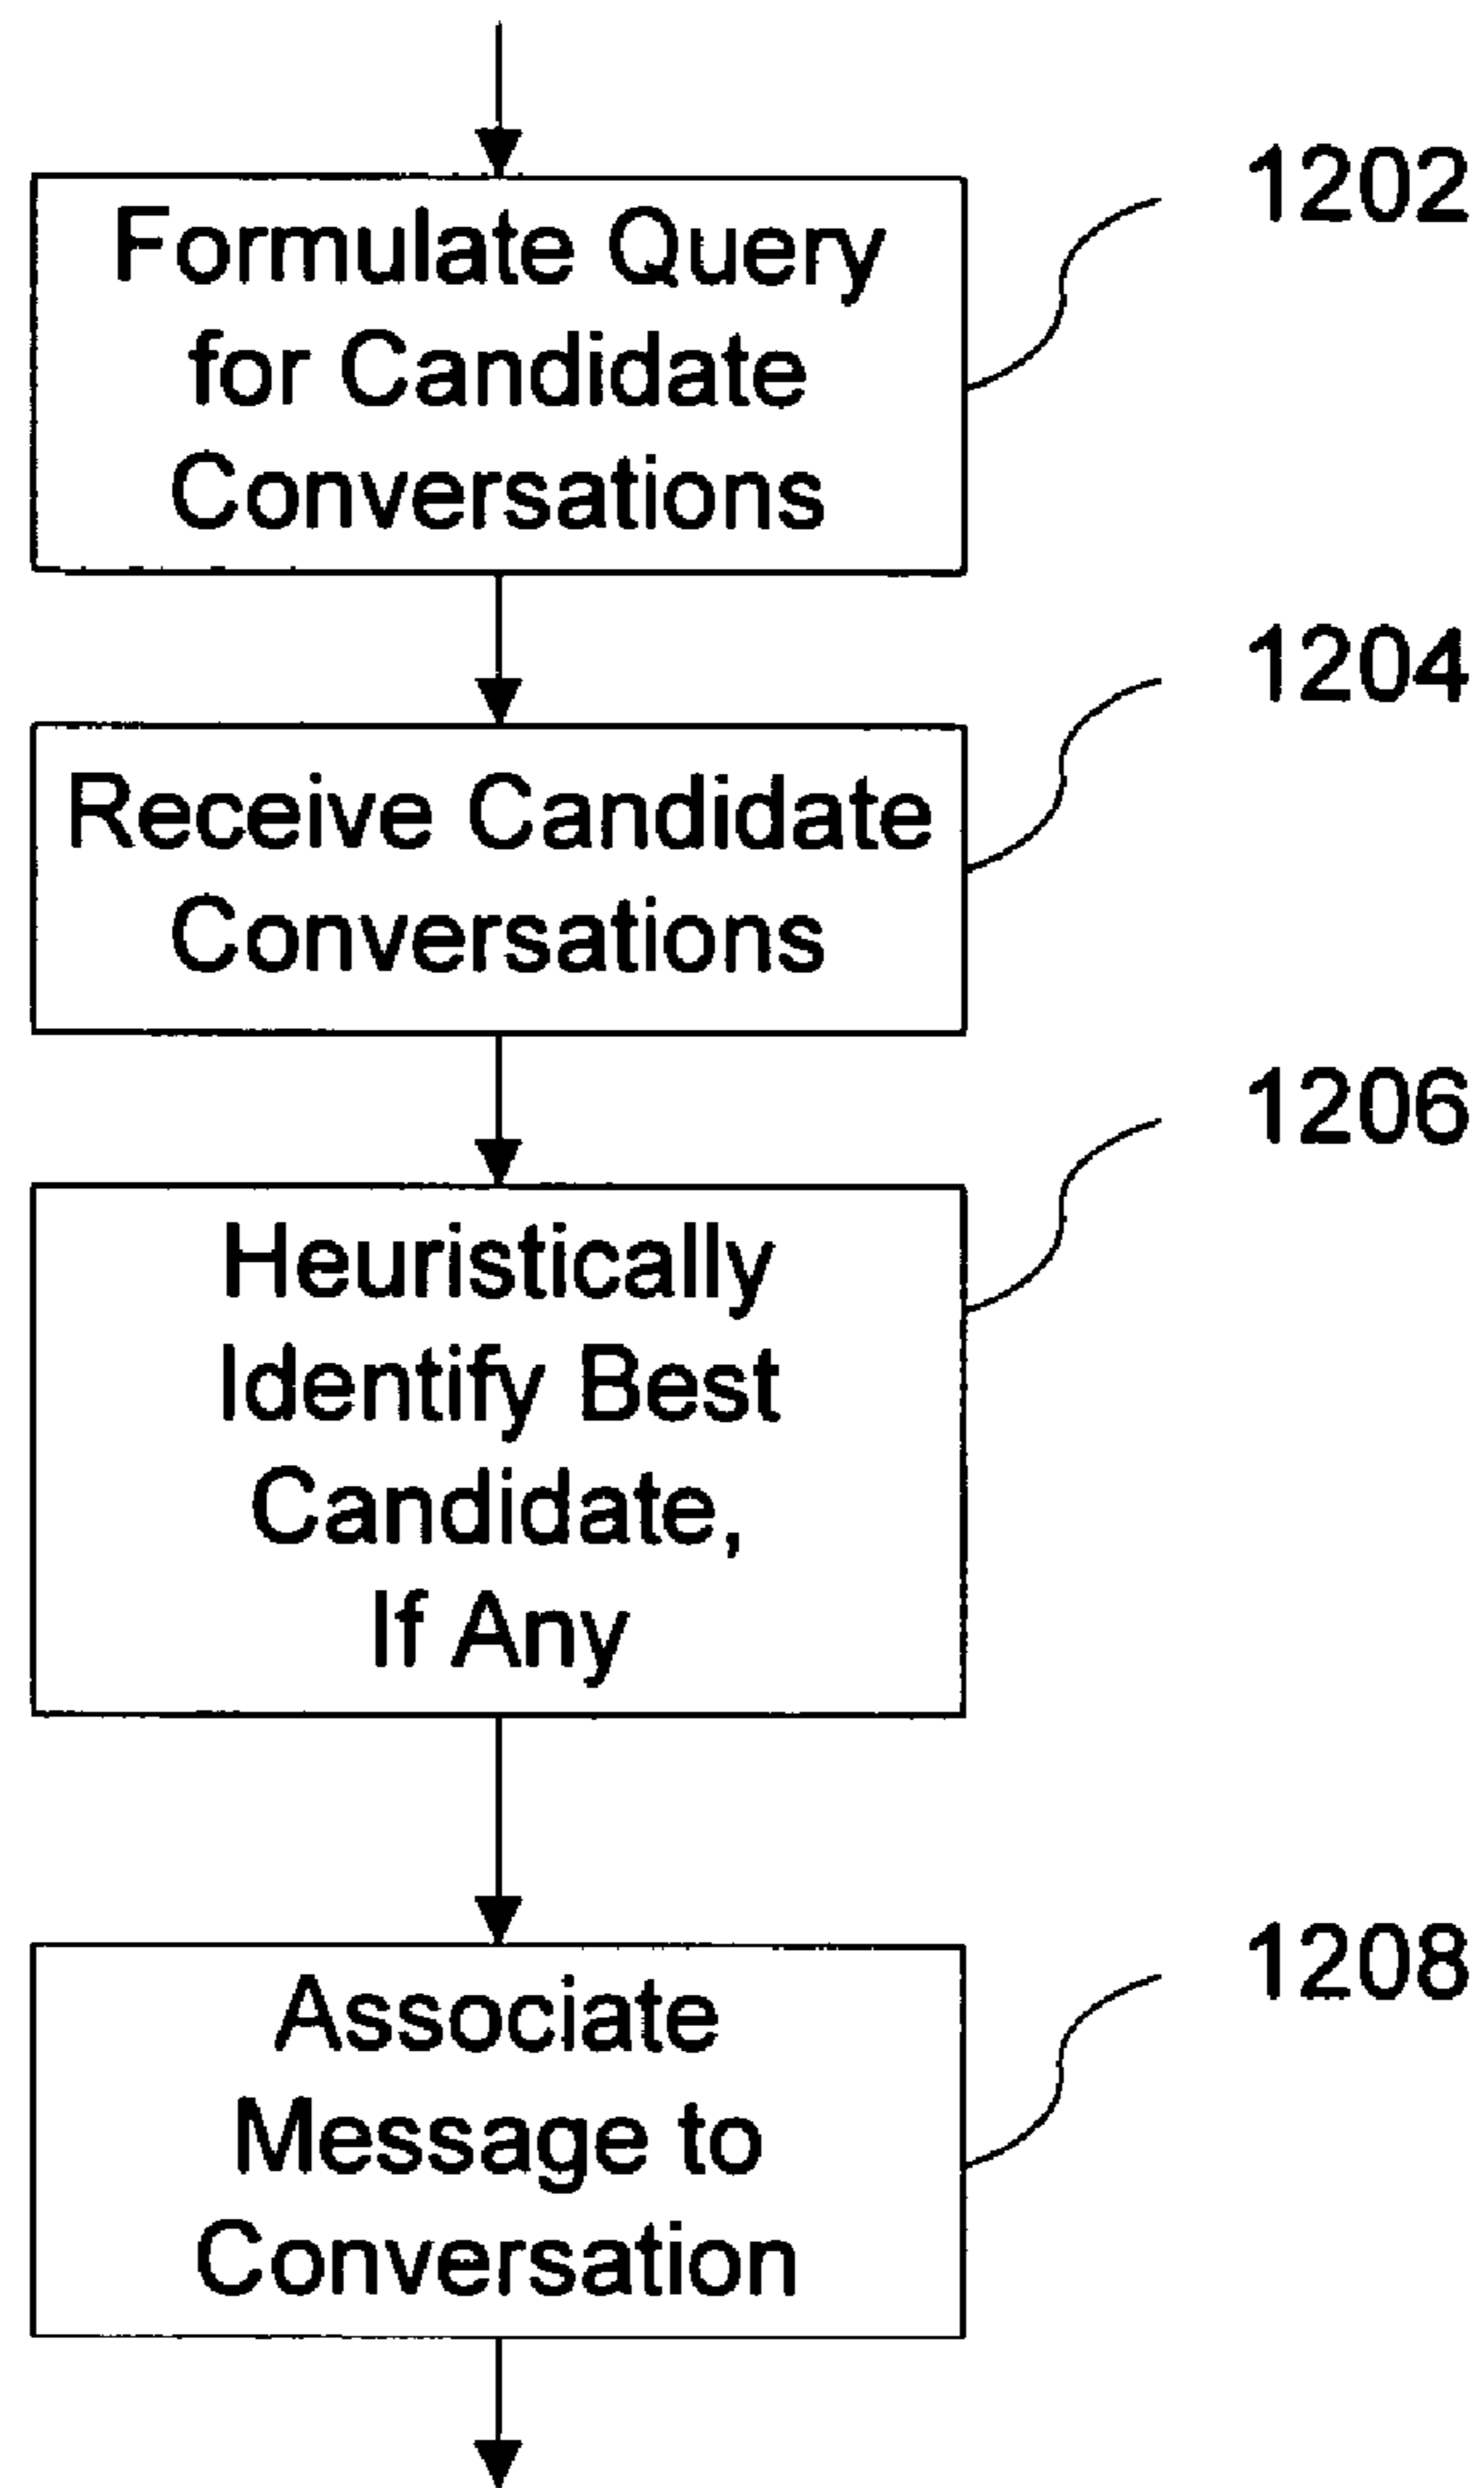 Formulate Query
for Candidate
Conversations
1202
Receive Candidate
Conversations
1204
Heuristically
Identify Best
Candidate,
If Any
1206
Associate
Message to
Conversation
1208